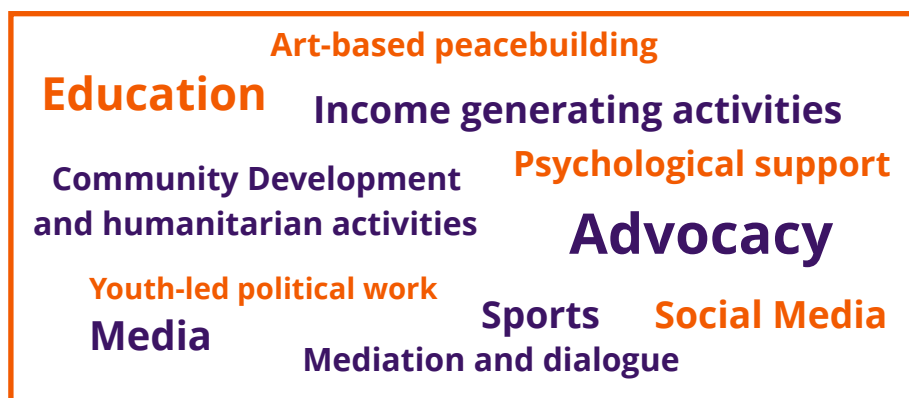 Art-based peacebuilding
Education
Income generating activities
Psychological support
Community Development
and humanitarian activities
Advocacy
Youth-led political work
Sports
Social Media
Media
Mediation and dialogue